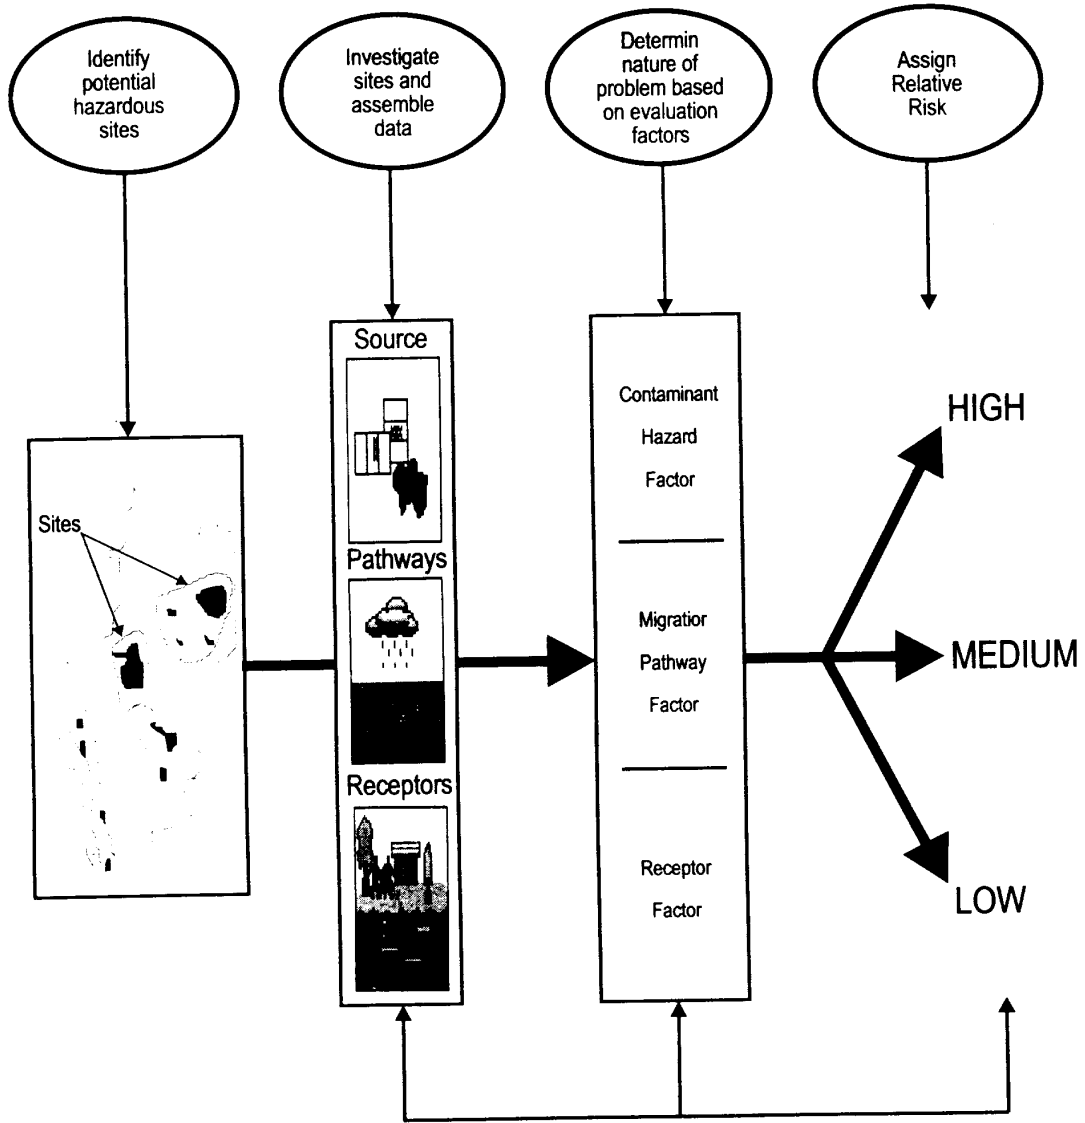 Identify
potential
hazardous
sites
Investigate
sites and
assemble
data
Determin
nature of
problem based
on evaluation
factors
Assign
Relative
Risk
Sites
Source
Pathways
Receptors
Contaminant
Hazard
Factor
Migratior
Pathway
Factor
Receptor
Factor
HIGH
MEDIUM
LOW